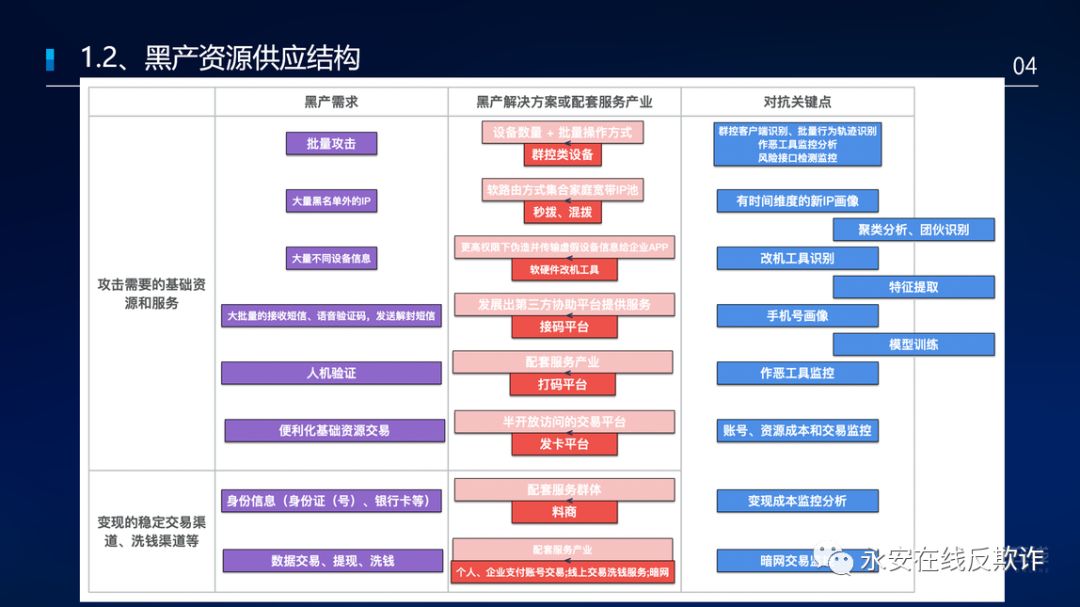 1.2、黑产资源供应结构
04
黑产需求
黑产解决方案或配套服务产业
对抗关键点
攻击需要的基础资
源和服务
批量攻击
设备数量 + 批量操作方式
群控类设备
群控客户端识别、批量行为轨迹识别
作恶工具监控分析
风险接口检测监控
大量黑名单外的IP
软路由方式集合家庭宽带IP池
秒拨、混拨
有时间维度的新IP画像
聚类分析、团伙识别
大量不同设备信息
更高权限下伪造并传输虚假设备信息给企业APP
软硬件改机工具
改机工具识别
特征提取
大批量的接收短信、语音验证码，发送解封短信
发展出第三方协助平台提供服务
接码平台
手机号画像
模型训练
人机验证
配套服务产业
打码平台
作恶工具监控
便利化基础资源交易
半开放访问的交易平台
发卡平台
账号、资源成本和交易监控
变现的稳定交易渠
道、洗钱渠道等
身份信息（身份证（号）、银行卡等）
配套服务群体
料商
变现成本监控分析
数据交易、提现、洗钱
配套服务产业
个人、企业支付账号交易;线上交易洗钱服务;暗网
暗网交易监
永安在线反欺诈